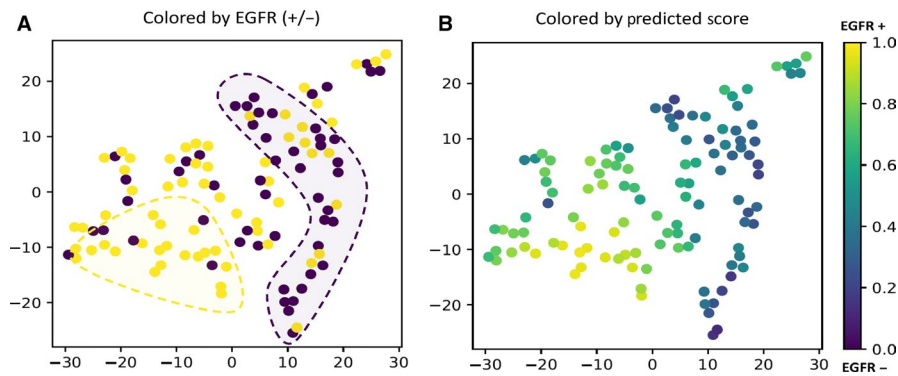 A
Colored by EGFR (+/−)
20
10
0
−10
−20
−30 −20 −10 0 10 20 30
B
Colored by predicted score
20
10
0
−10
−20
−30 −20 −10 0 10 20 30
EGFR +
1.0
0.8
0.6
0.4
0.2
0.0
EGFR −